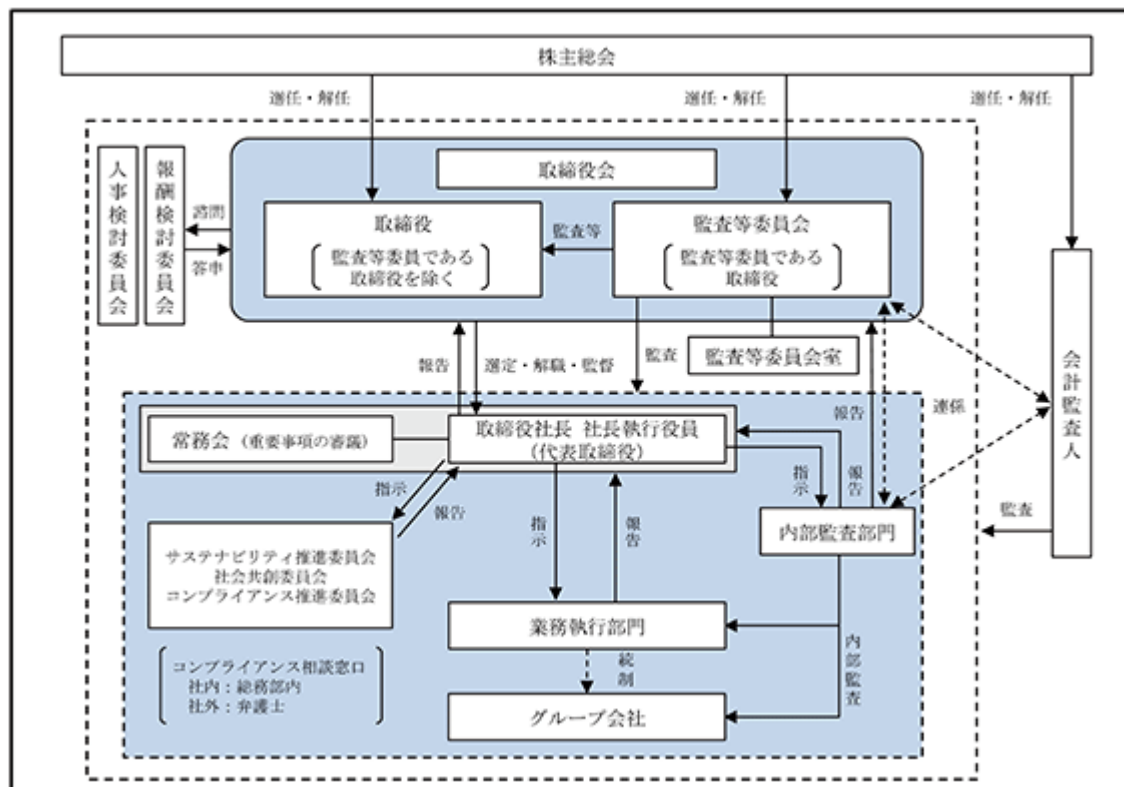 株主総会
選任・解任
選任・解任
選任・解任
人事検討委員会
報酬検討委員会
諮問
答申
取締役会
取締役
監査等委員である
取締役を除く
監査等
監査等委員会
監査等委員である
取締役
会計監査人
報告
選定・解職・監督
監査
監査等委員会室
連係
常務会（重要事項の審議）
取締役社長 社長執行役員
（代表取締役）
報告
指示
報告
指示
報告
内部監査部門
監査
サステナビリティ推進委員会
社会共創委員会
コンプライアンス推進委員会
指示
報告
業務執行部門
内部監査
コンプライアンス相談窓口
社内：総務部内
社外：弁護士
統制
グループ会社